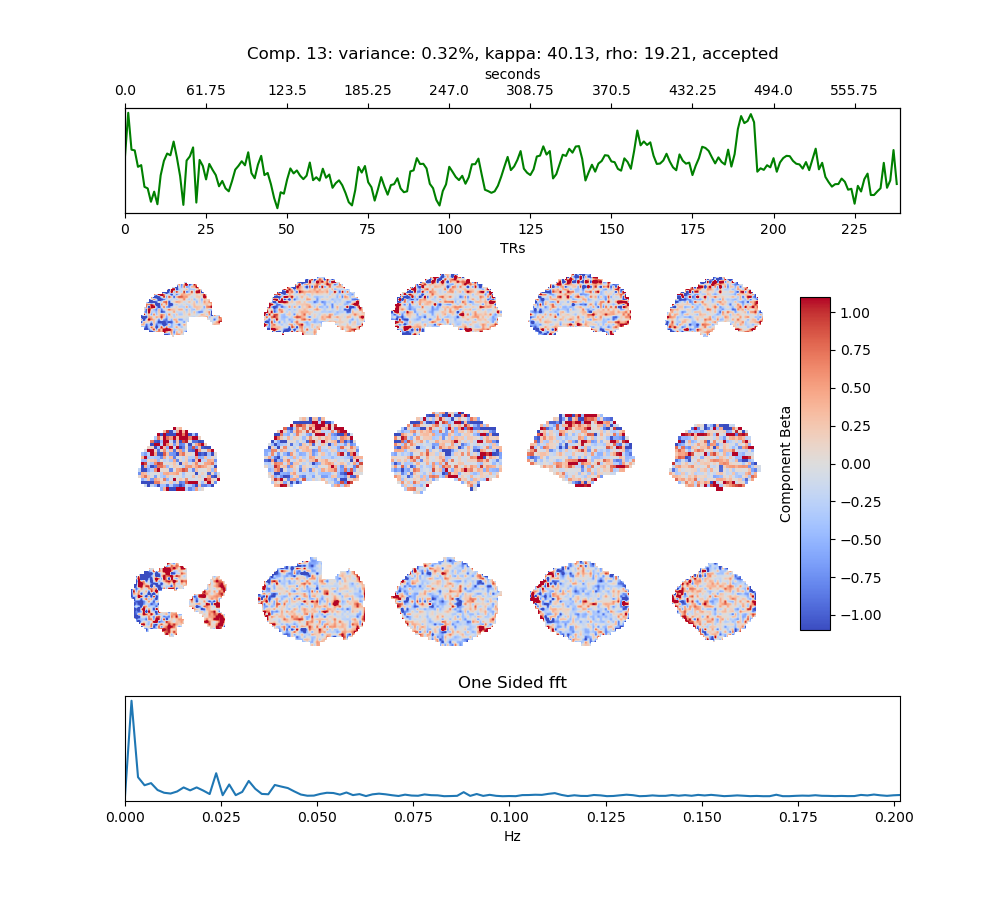 Comp. 13: variance: 0.32%, kappa: 40.13, rho: 19.21, accepted
seconds
0.0 61.75 123.5 185.25 247.0 308.75 370.5 432.25 494.0 555.75
0 25 50 75 100 125 150 175 200 225
TRs
1.00
0.75
0.50
0.25
0.00
−0.25
−0.50
−0.75
−1.00
Component Beta
One Sided fft
0.000 0.025 0.050 0.075 0.100 0.125 0.150 0.175 0.200
Hz